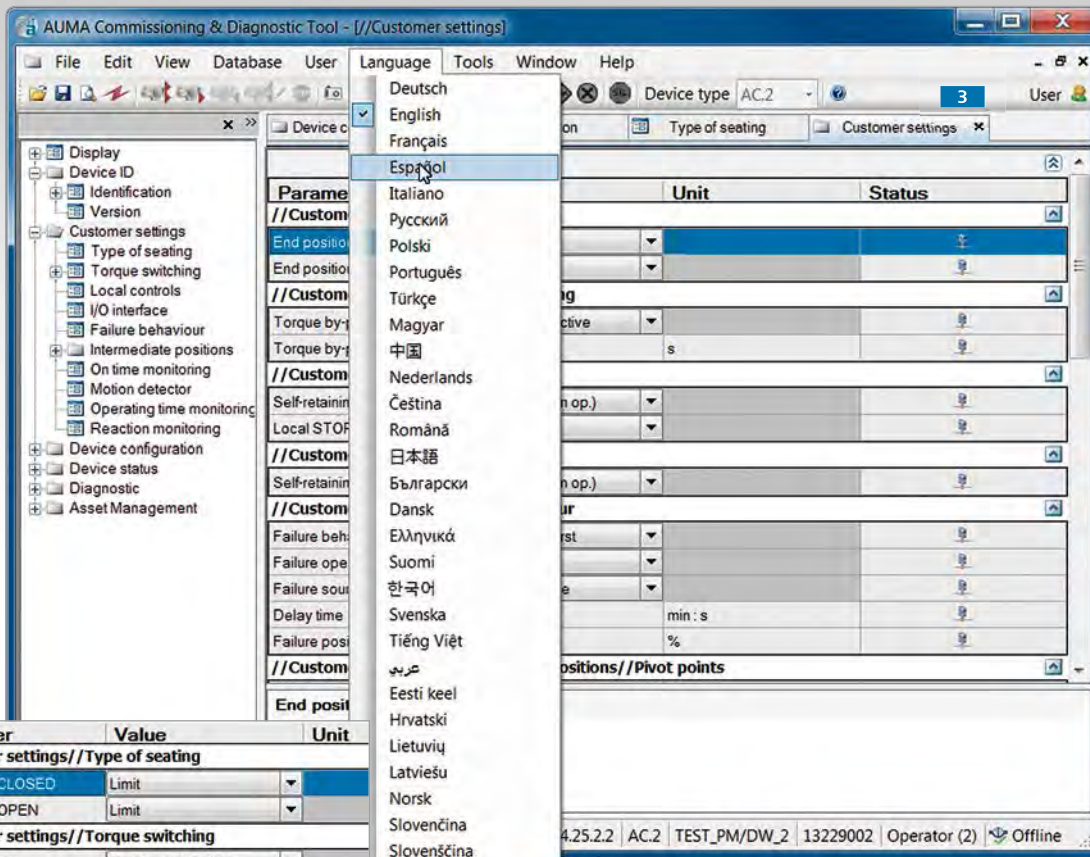 AUMA Commissioning & Diagnostic Tool - [//Customer settings]
File Edit View Database User Language Tools Window Help
Device type AC.2
3
User
Device c
on
Type of seating
Customer settings
Display
Device ID
Identification
Version
Customer settings
Type of seating
Torque switching
Local controls
I/O interface
Failure behaviour
Intermediate positions
On time monitoring
Motion detector
Operating time monitoring
Reaction monitoring
Device configuration
Device status
Diagnostic
Asset Management
Deutsch
English
Français
Español
Italiano
Русский
Polski
Português
Türkçe
Magyar
中国
Nederlands
Čeština
Română
日本語
Български
Dansk
Ελληνικά
Suomi
한국어
Svenska
Tiếng Việt
عربي
Eesti keel
Hrvatski
Lietuvių
Latviešu
Norsk
Slovenčina
Slovenščina
Parame Unit Status
//Custom
End position
End position
//Custom ng
Torque by-p ctive
Torque by-p s
//Custom
Self-retainin n op.)
Local STOP
//Custom
Self-retainin n op.)
//Custom ur
Failure beha rst
Failure ope
Failure sour e
Delay time min : s
Failure posi %
//Custom ositions//Pivot points
End posit
er Value Unit
r settings//Type of seating
CLOSED Limit
OPEN Limit
r settings//Torque switching
4.25.2.2 AC.2 TEST_PM/DW_2 13229002 Operator (2) Offline